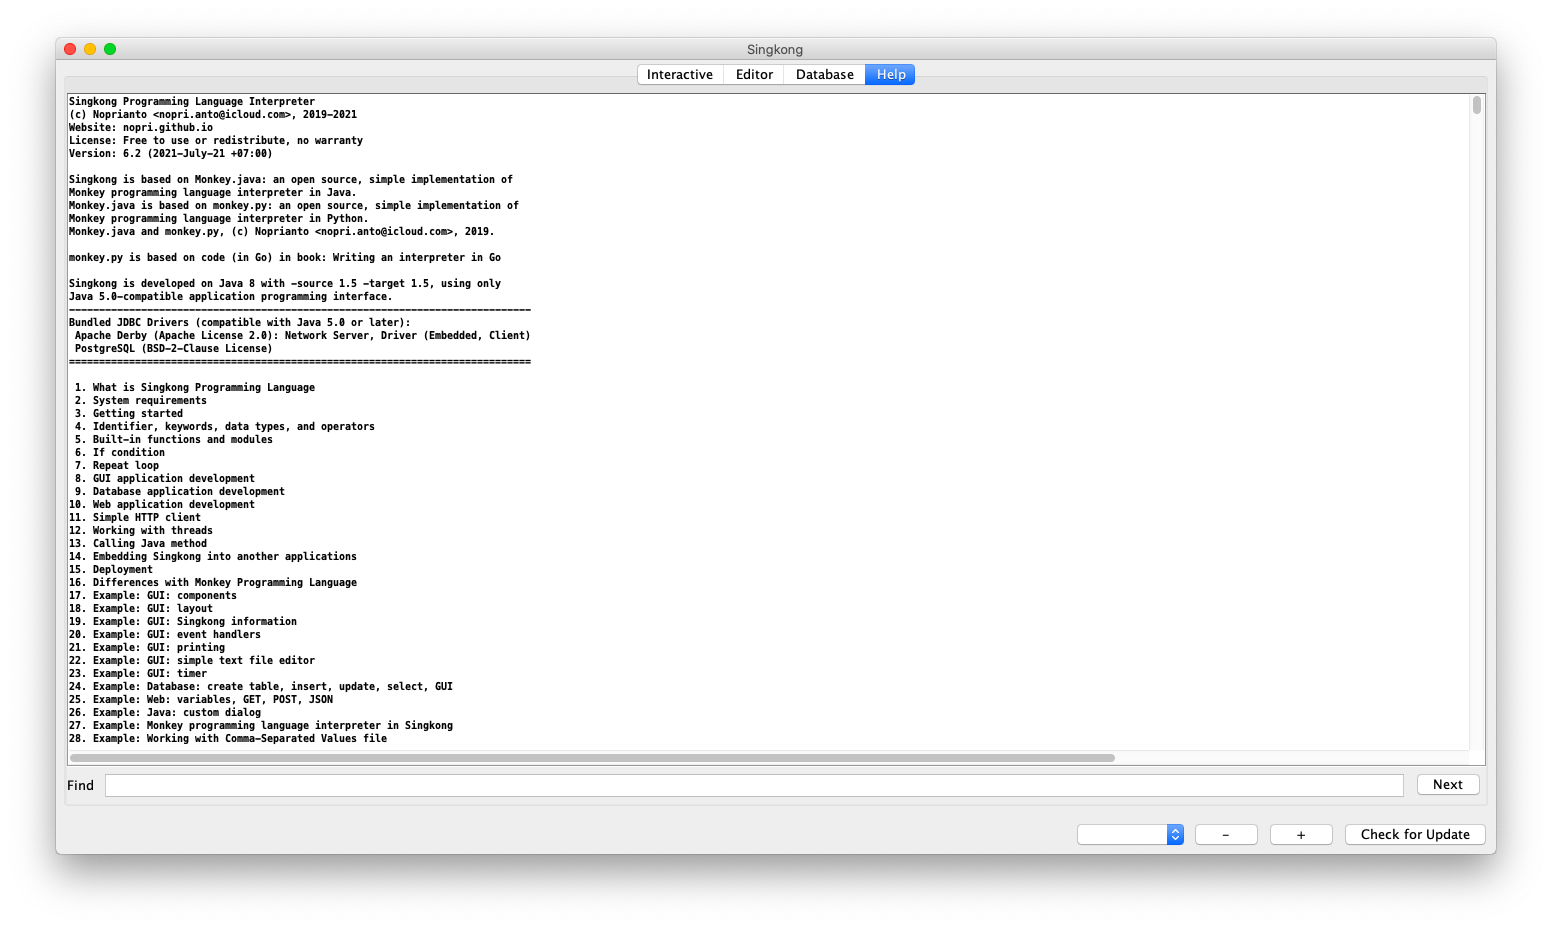 Singkong
Interactive Editor Database Help
Singkong Programming Language Interpreter
(c) Noprianto <nopri.anto@icloud.com>, 2019-2021
Website: nopri.github.io
License: Free to use or redistribute, no warranty
Version: 6.2 (2021-July-21 +07:00)
Singkong is based on Monkey.java: an open source, simple implementation of
Monkey programming language interpreter in Java.
Monkey.java is based on monkey.py: an open source, simple implementation of
Monkey programming language interpreter in Python.
Monkey.java and monkey.py, (c) Noprianto <nopri.anto@icloud.com>, 2019.
monkey.py is based on code (in Go) in book: Writing an interpreter in Go
Singkong is developed on Java 8 with -source 1.5 -target 1.5, using only
Java 5.0-compatible application programming interface.
-----------------------------------------------------------------------------
Bundled JDBC Drivers (compatible with Java 5.0 or later):
Apache Derby (Apache License 2.0): Network Server, Driver (Embedded, Client)
PostgreSQL (BSD-2-Clause License)
=============================================================================
1. What is Singkong Programming Language
2. System requirements
3. Getting started
4. Identifier, keywords, data types, and operators
5. Built-in functions and modules
6. If condition
7. Repeat loop
8. GUI application development
9. Database application development
10. Web application development
11. Simple HTTP client
12. Working with threads
13. Calling Java method
14. Embedding Singkong into another applications
15. Deployment
16. Differences with Monkey Programming Language
17. Example: GUI: components
18. Example: GUI: layout
19. Example: GUI: Singkong information
20. Example: GUI: event handlers
21. Example: GUI: printing
22. Example: GUI: simple text file editor
23. Example: GUI: timer
24. Example: Database: create table, insert, update, select, GUI
25. Example: Web: variables, GET, POST, JSON
26. Example: Java: custom dialog
27. Example: Monkey programming language interpreter in Singkong
28. Example: Working with Comma-Separated Values file
Find Next
- + Check for Update